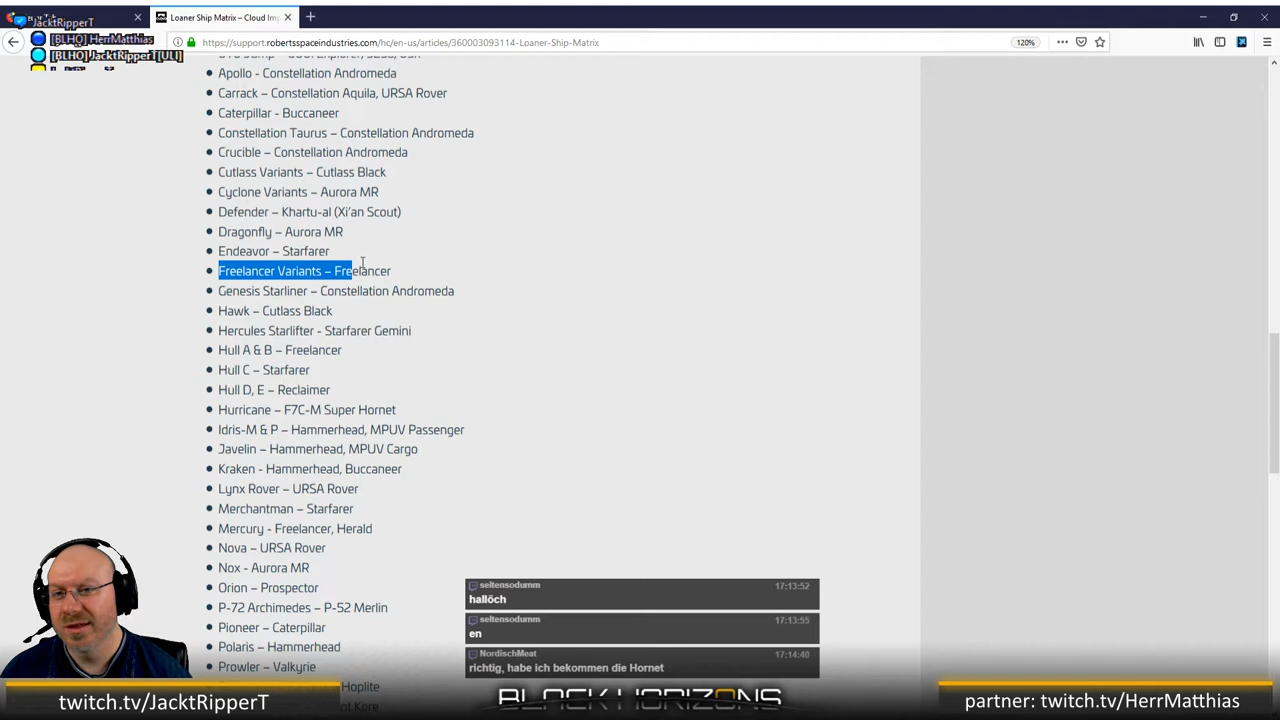 JacktRipperT
[BLHO] HerrMatthias
[BLHO] JacktRipperT[ULI]
Loaner Ship Matrix – Cloud Im
https://support.robertsspaceindustries.com/hc/en-us/articles/360003093114-Loaner-Ship-Matrix
120%
Apollo - Constellation Andromeda
Carrack – Constellation Aquila, URSA Rover
Caterpillar - Buccaneer
Constellation Taurus – Constellation Andromeda
Crucible – Constellation Andromeda
Cutlass Variants – Cutlass Black
Cyclone Variants – Aurora MR
Defender – Khartu-al (Xi'an Scout)
Dragonfly – Aurora MR
Endeavor – Starfarer
Freelancer Variants – Freelancer
Genesis Starliner – Constellation Andromeda
Hawk – Cutlass Black
Hercules Starlifter - Starfarer Gemini
Hull A & B – Freelancer
Hull C – Starfarer
Hull D, E – Reclaimer
Hurricane – F7C-M Super Hornet
Idris-M & P – Hammerhead, MPUV Passenger
Javelin – Hammerhead, MPUV Cargo
Kraken - Hammerhead, Buccaneer
Lynx Rover – URSA Rover
Merchantman – Starfarer
Mercury - Freelancer, Herald
Nova – URSA Rover
Nox - Aurora MR
Orion – Prospector
P-72 Archimedes – P-52 Merlin
Pioneer – Caterpillar
Polaris – Hammerhead
Prowler – Valkyrie
Hoplite
Kore
seltensodumm 17:13:52
hallöch
seltensodumm 17:13:55
en
NordischMeat 17:14:40
richtig, habe ich bekommen die Hornet
twitch.tv/JacktRipperT
BLACK HORIZONS
partner: twitch.tv/HerrMatthias